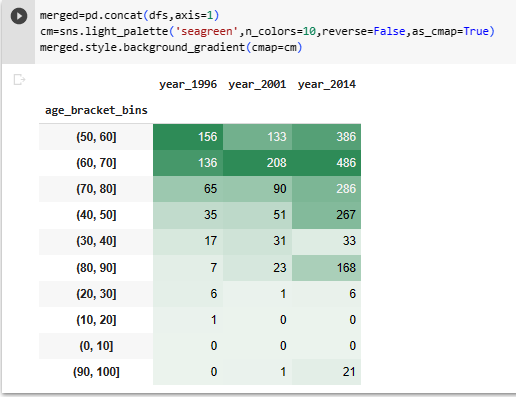 merged=pd.concat(dfs,axis=1)
cm=sns.light_palette('seagreen',n_colors=10,reverse=False,as_cmap=True)
merged.style.background_gradient(cmap=cm)
year_1996 year_2001 year_2014
age_bracket_bins
(50, 60] 156 133 386
(60, 70] 136 208 486
(70, 80] 65 90 286
(40, 50] 35 51 267
(30, 40] 17 31 33
(80, 90] 7 23 168
(20, 30] 6 1 6
(10, 20] 1 0 0
(0, 10] 0 0 0
(90, 100] 0 1 21